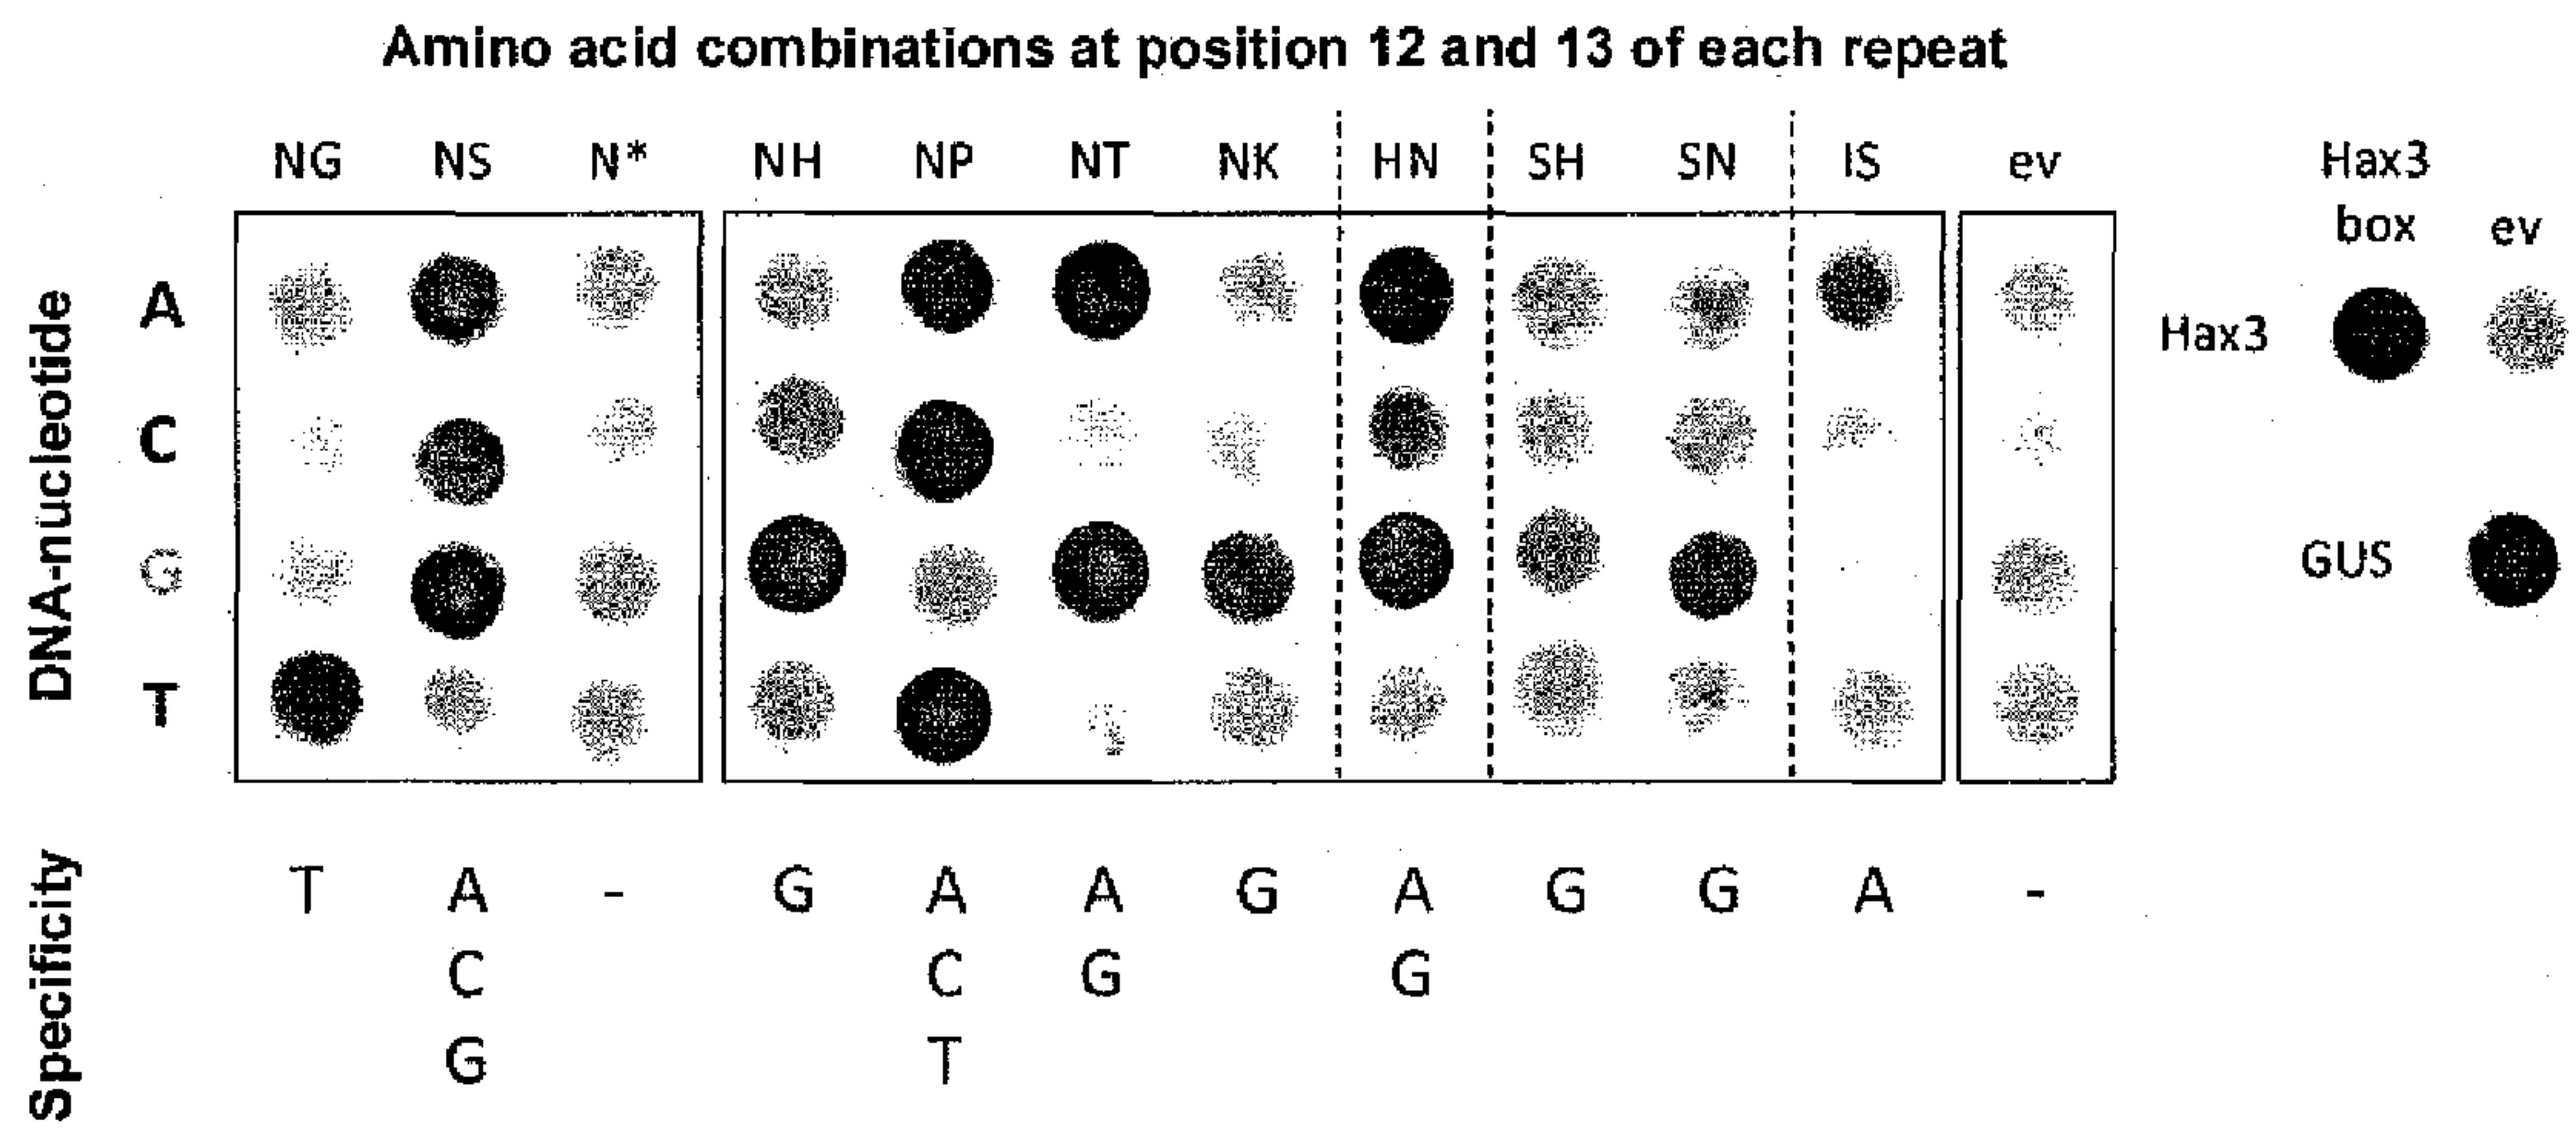 Amino acid combinations at position 12 and 13 of each repeat
NG NS N* NH NP NT NK HN SH SN IS ev
Hax3 box ev
DNA-nucleotide
A
C
G
T
Hax3
GUS
Specificity
T A - G A A G A G G A -
C C G G
G T